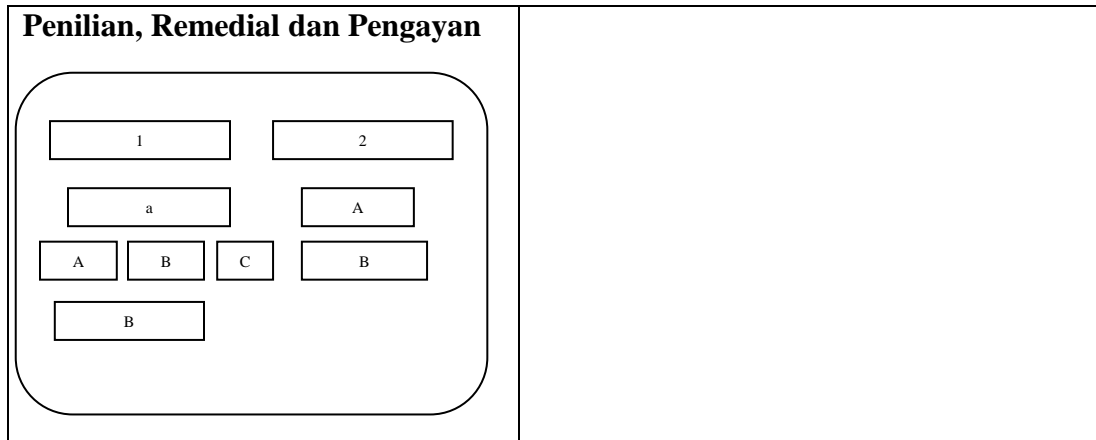 Penilian, Remedial dan Pengayan
1 2
a A
A B C B
B